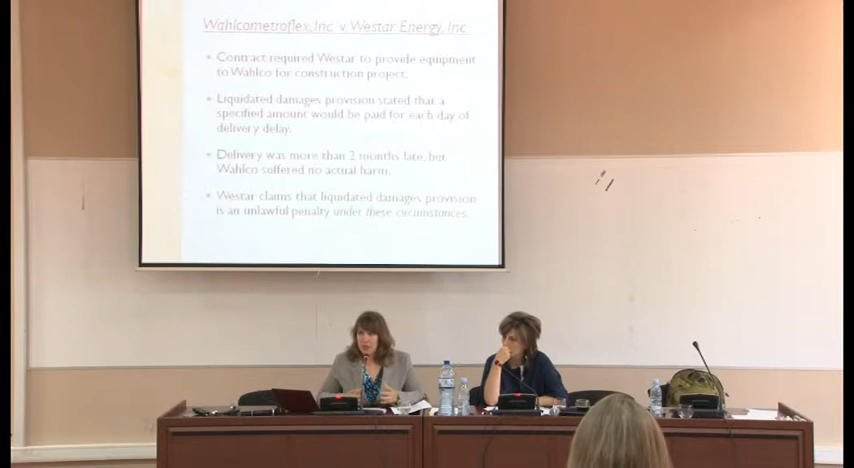 Wahlcometroflex, Inc v. Westar Energy, Inc
• Contract required Westar to provide equipment
to Wahlco for construction project.
• Liquidated damages provision stated that a
specified amount would be paid for each day of
delivery delay.
• Delivery was more than 2 months late, but
Wahlco suffered no actual harm.
• Westar claims that liquidated damages provision
is an unlawful penalty under these circumstances.